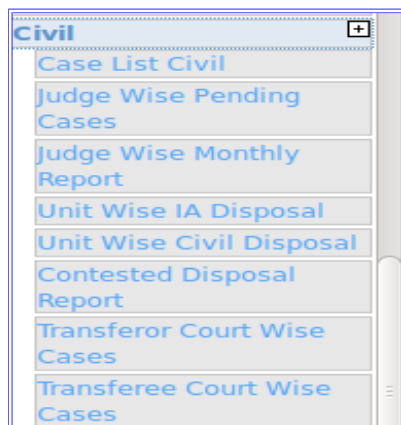 Civil
Case List Civil
Judge Wise Pending
Cases
Judge Wise Monthly
Report
Unit Wise IA Disposal
Unit Wise Civil Disposal
Contested Disposal
Report
Transferor Court Wise
Cases
Transferee Court Wise
Cases